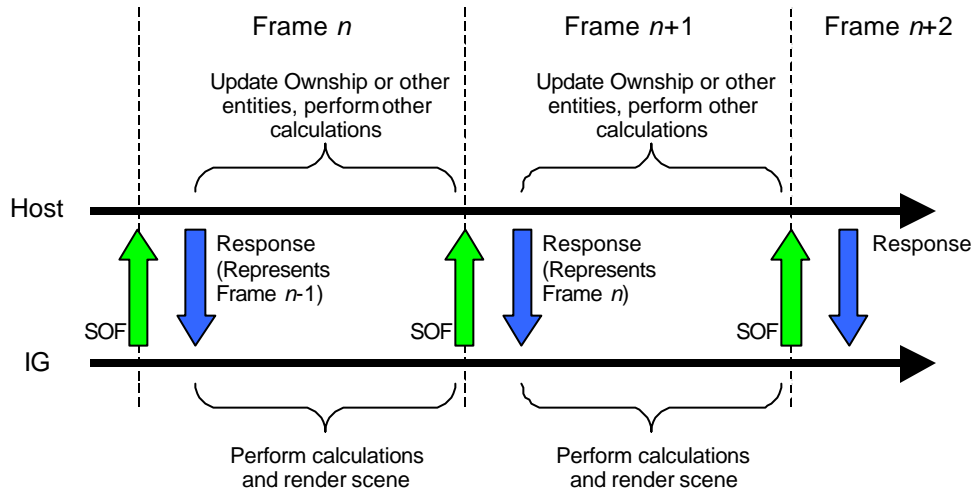 Frame n
Frame n+1
Frame n+2
Update Ownship or other
entities, perform other
calculations
Update Ownship or other
entities, perform other
calculations
Host
Response
(Represents
Frame n-1)
Response
(Represents
Frame n)
Response
SOF
SOF
SOF
IG
Perform calculations
and render scene
Perform calculations
and render scene